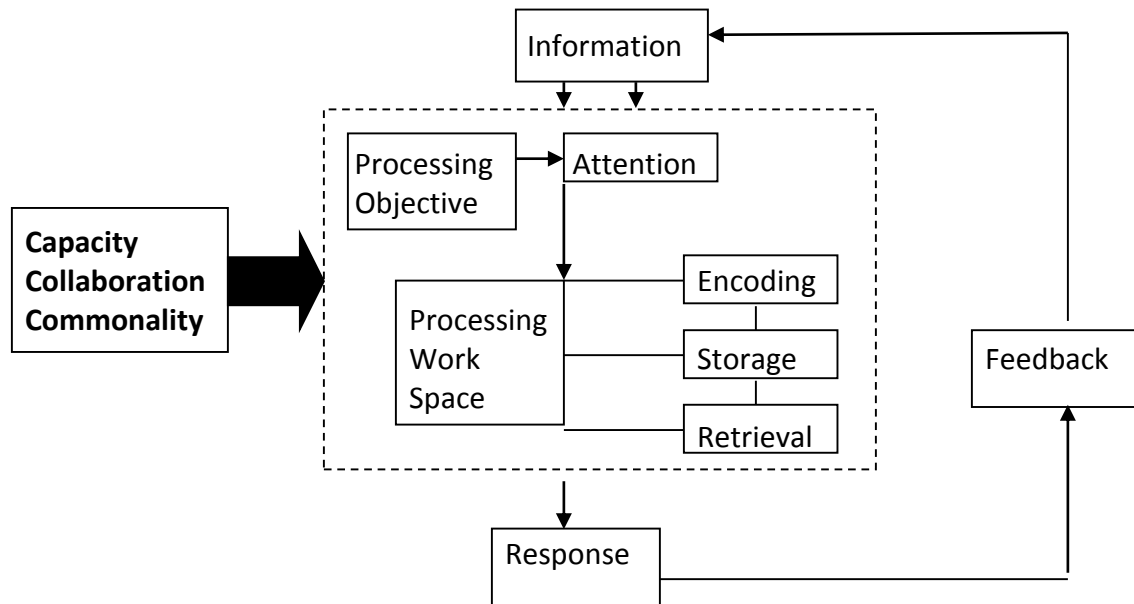 Information
Processing
Objective
Attention
Capacity
Collaboration
Commonality
Encoding
Processing
Work
Space
Storage
Retrieval
Feedback
Response